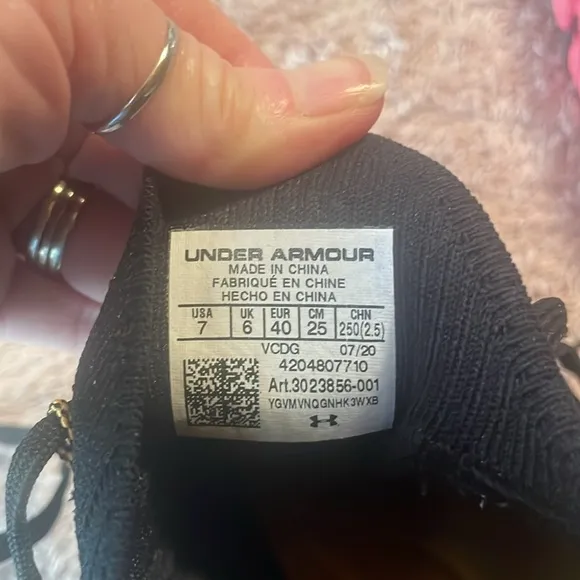 UNDER ARMOUR
MADE IN CHINA
FABRIQUÉ EN CHINE
HECHO EN CHINA
USA UK EUR CM CHN
7 6 40 25 250(2.5)
VCDG 07/20
4204807710
Art.3023856-001
YGVMVNQGNHK3WXB